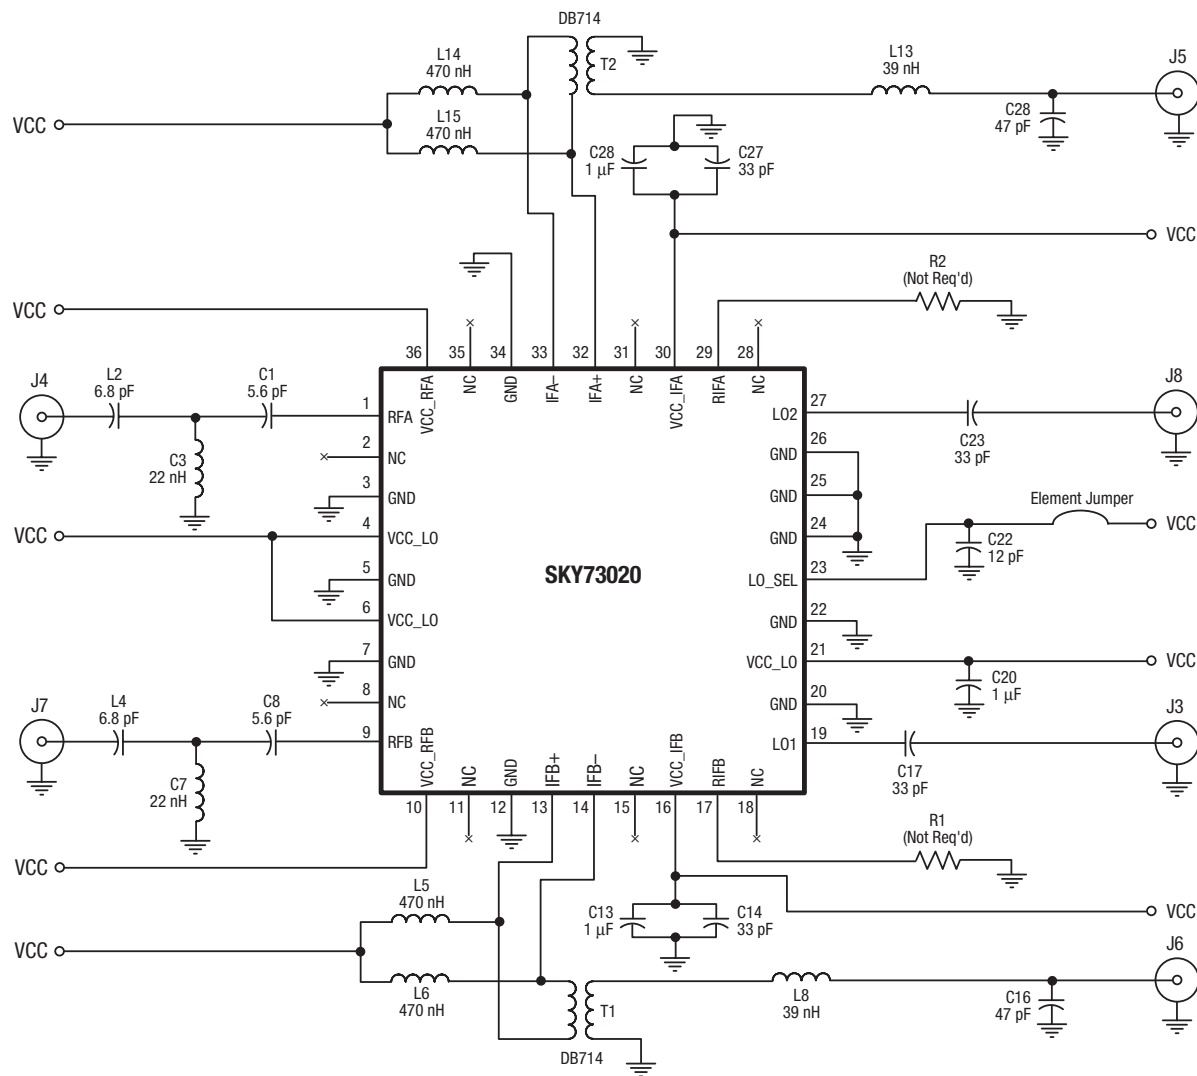 DB714
L14
470 nH
T2
L13
39 nH
J5
C28
47 pF
VCC
L15
470 nH
C28
1 μF
C27
33 pF
VCC
R2
(Not Req'd)
VCC
36
35
34
33
32
31
30
29
28
VCC_RFA
NC
GND
IFA–
IFA+
NC
VCC_IFA
RIFA
NC
J4
L2
6.8 pF
C1
5.6 pF
1
RFA
C3
22 nH
2
NC
3
GND
VCC
4
VCC_LO
5
GND
6
VCC_LO
7
GND
8
NC
J7
L4
6.8 pF
C8
5.6 pF
9
RFB
C7
22 nH
SKY73020
LO2
27
C23
33 pF
J8
GND
26
GND
25
GND
24
Element Jumper
VCC
C22
12 pF
LO_SEL
23
GND
22
VCC_LO
21
VCC
C20
1 μF
GND
20
LO1
19
C17
33 pF
J3
VCC_RFB
NC
GND
IFB+
IFB–
NC
VCC_IFB
RIFB
NC
10
11
12
13
14
15
16
17
18
R1
(Not Req'd)
VCC
L5
470 nH
C13
1 μF
C14
33 pF
VCC
VCC
L6
470 nH
T1
DB714
L8
39 nH
C16
47 pF
J6